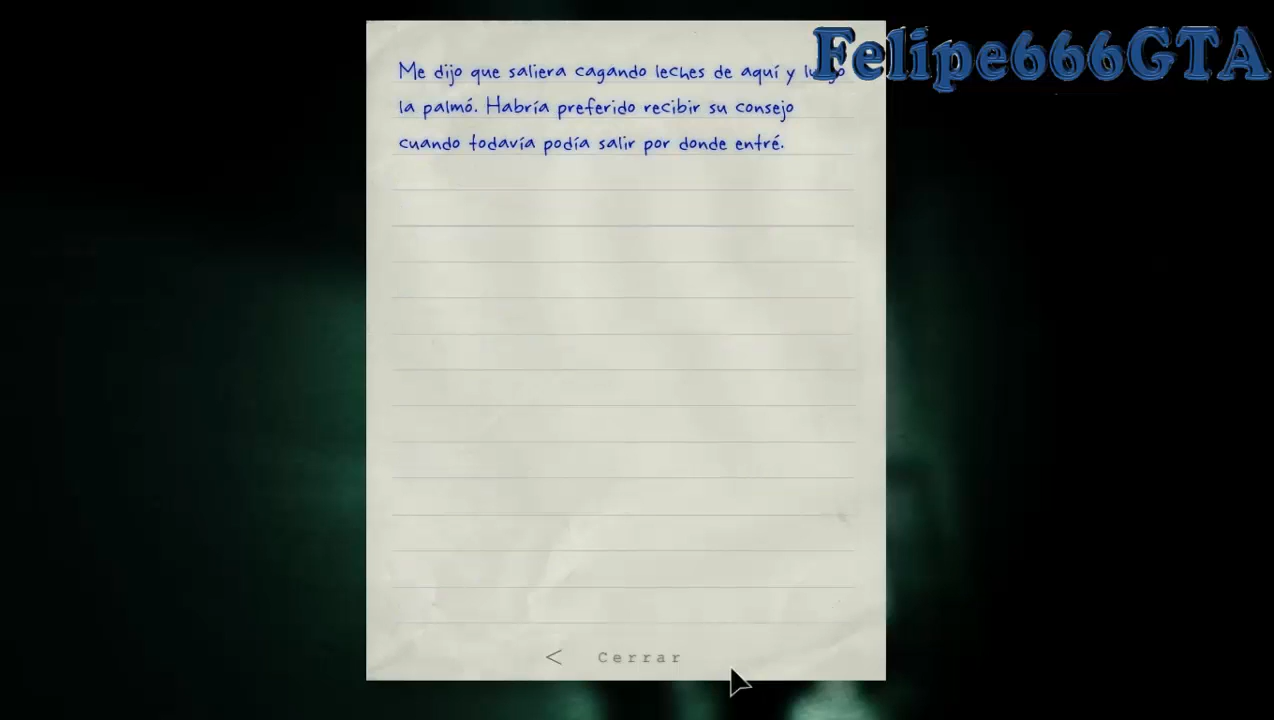 Felipe666GTA
Me dijo que saliera cagando leches de aquí y
la palmó. Habría preferido recibir su consejo
cuando todavía podía salir por donde entré.
< Cerrar